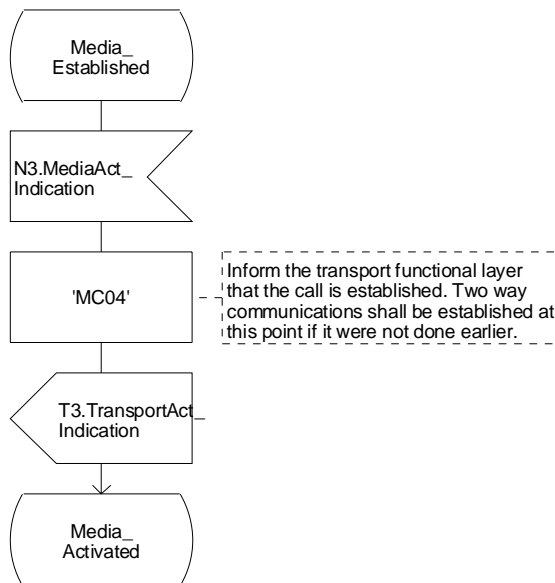 Media_
Established
N3.MediaAct_
Indication
'MC04'
Inform the transport functional layer
that the call is established. Two way
communications shall be established at
this point if it were not done earlier.
T3.TransportAct_
Indication
Media_
Activated